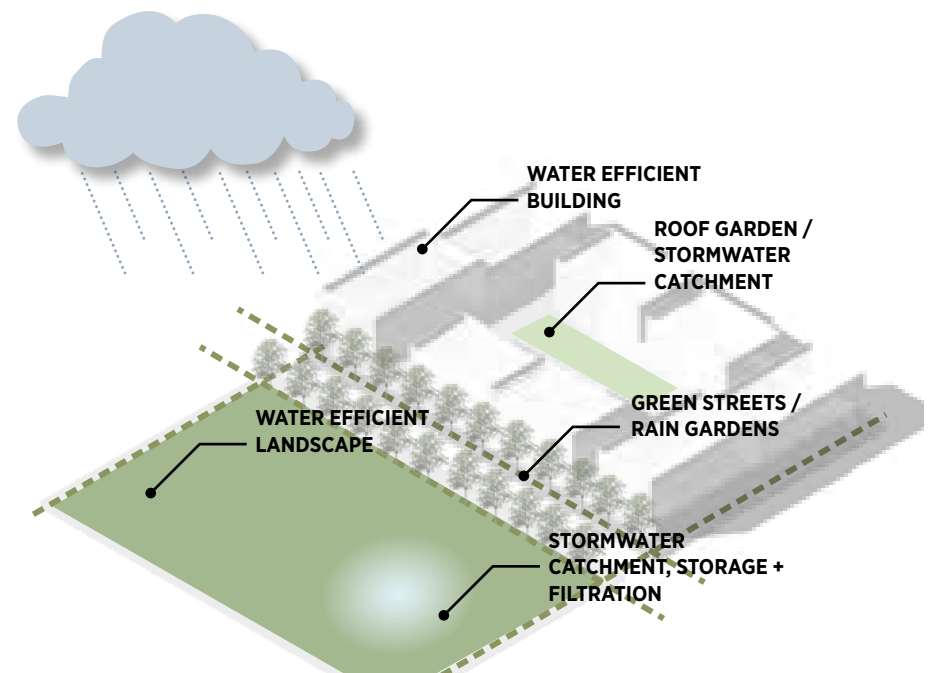 WATER EFFICIENT
BUILDING
ROOF GARDEN /
STORMWATER
CATCHMENT
GREEN STREETS /
RAIN GARDENS
WATER EFFICIENT
LANDSCAPE
STORMWATER
CATCHMENT, STORAGE +
FILTRATION